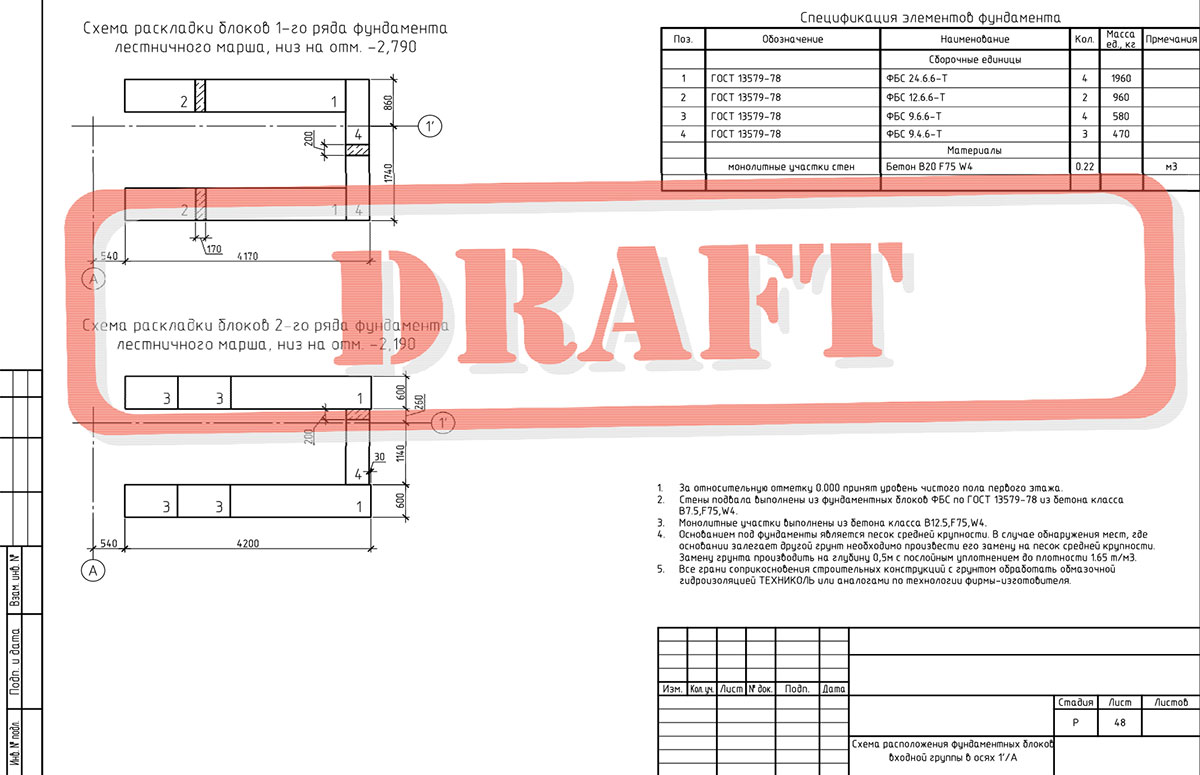 Схема раскладки блоков 1-го ряда фундамента
лестничного марша, низ на отм. -2,790
2
1
4
200
860
1740
1'
2
1
4
170
540
4170
А
Схема раскладки блоков 2-го ряда фундамента
лестничного марша, низ на отм. -2,190
3
3
1
600
260
200
1'
1140
30
4
3
3
1
600
540
4200
А
DRAFT
Спецификация элементов фундамента
Поз. Обозначение Наименование Кол. Масса ед., кг Прмечания
Сборочные единицы
1 ГОСТ 13579-78 ФБС 24.6.6-Т 4 1960
2 ГОСТ 13579-78 ФБС 12.6.6-Т 2 960
3 ГОСТ 13579-78 ФБС 9.6.6-Т 4 580
4 ГОСТ 13579-78 ФБС 9.4.6-Т 3 470
Материалы
монолитные участки стен Бетон В20 F75 W4 0.22 м3
1. За относительную отметку 0.000 принят уровень чистого пола первого этажа.
2. Стены подвала выполнены из фундаментных блоков ФБС по ГОСТ 13579-78 из бетона класса
В7.5,F75,W4.
3. Монолитные участки выполнены из бетона класса В12.5,F75,W4.
4. Основанием под фундаменты является песок средней крупности. В случае обнаружения мест, где
основании залегает другой грунт необходимо произвести его замену на песок средней крупности.
Замену грунта производить на глубину 0,5м с послойным уплотнением до плотности 1.65 т/м3.
5. Все грани соприкосновения строительных конструкций с грунтом обработать обмазочной
гидроизоляцией ТЕХНИКОЛЬ или аналогами по технологии фирмы-изготовителя.
Взам. инв. №
Подп. и дата
Инв. № подл.
Изм. Кол.уч. Лист № док. Подп. Дата
Стадия Лист Листов
Р 48
Схема расположения фундаментных блоков
входной группы в осях 1'/А